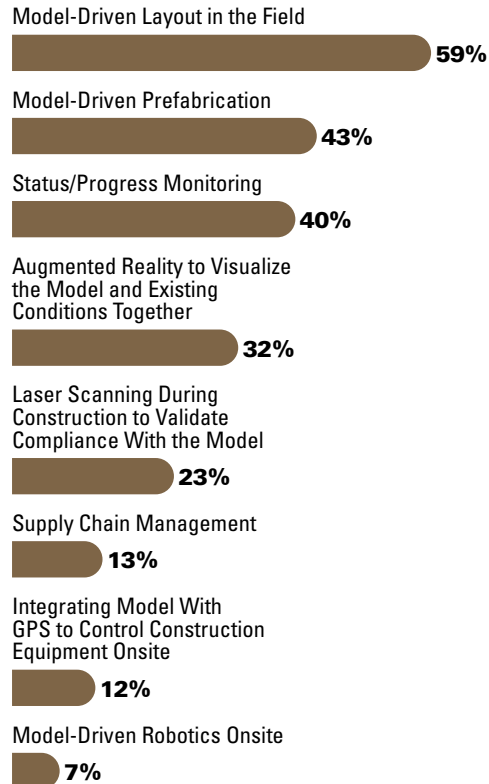 Model-Driven Layout in the Field
59%
Model-Driven Prefabrication
43%
Status/Progress Monitoring
40%
Augmented Reality to Visualize
the Model and Existing
Conditions Together
32%
Laser Scanning During
Construction to Validate
Compliance With the Model
23%
Supply Chain Management
13%
Integrating Model With
GPS to Control Construction
Equipment Onsite
12%
Model-Driven Robotics Onsite
7%